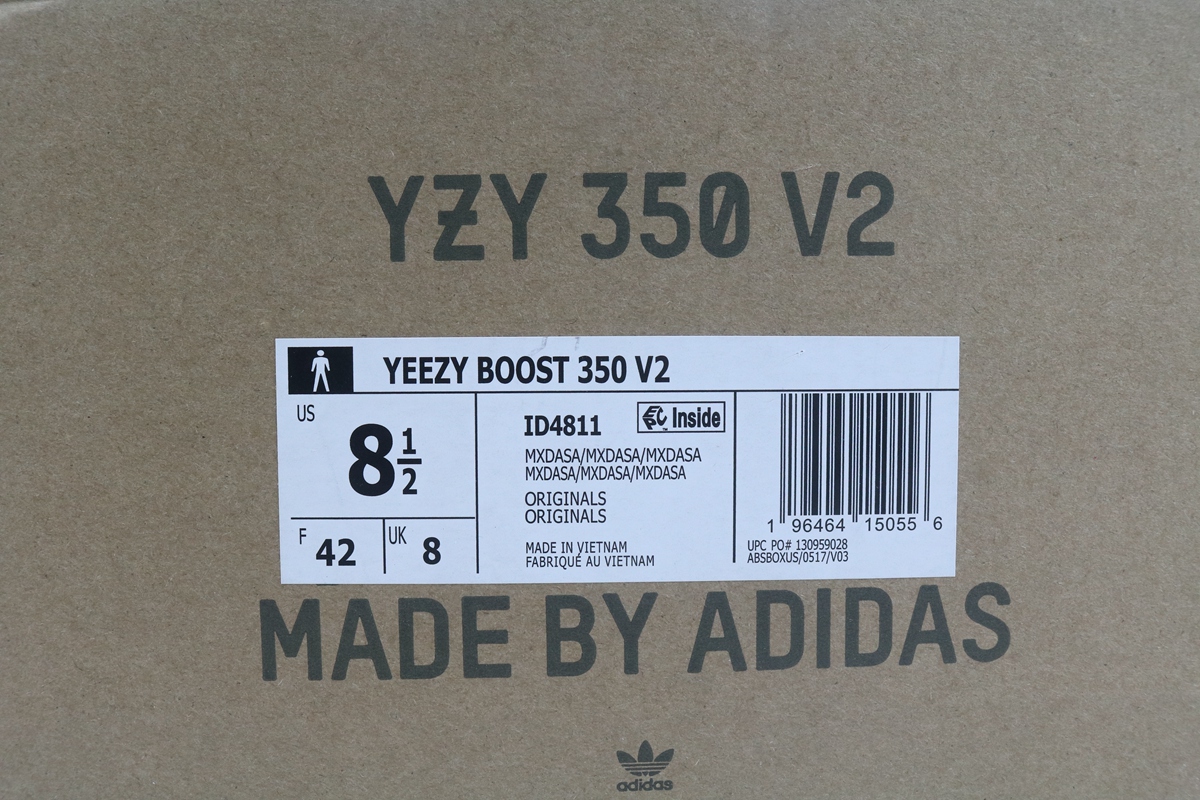 YZY 350 V2
YEEZY BOOST 350 V2
US
8 1/2
F 42
UK 8
ID4811
EC Inside
™
MXDASA/MXDASA/MXDASA
MXDASA/MXDASA/MXDASA
ORIGINALS
ORIGINALS
MADE IN VIETNAM
FABRIQUÉ AU VIETNAM
1 96464 15055 6
UPC PO# 130959028
ABSBOXUS/0517/V03
MADE BY ADIDAS
adidas